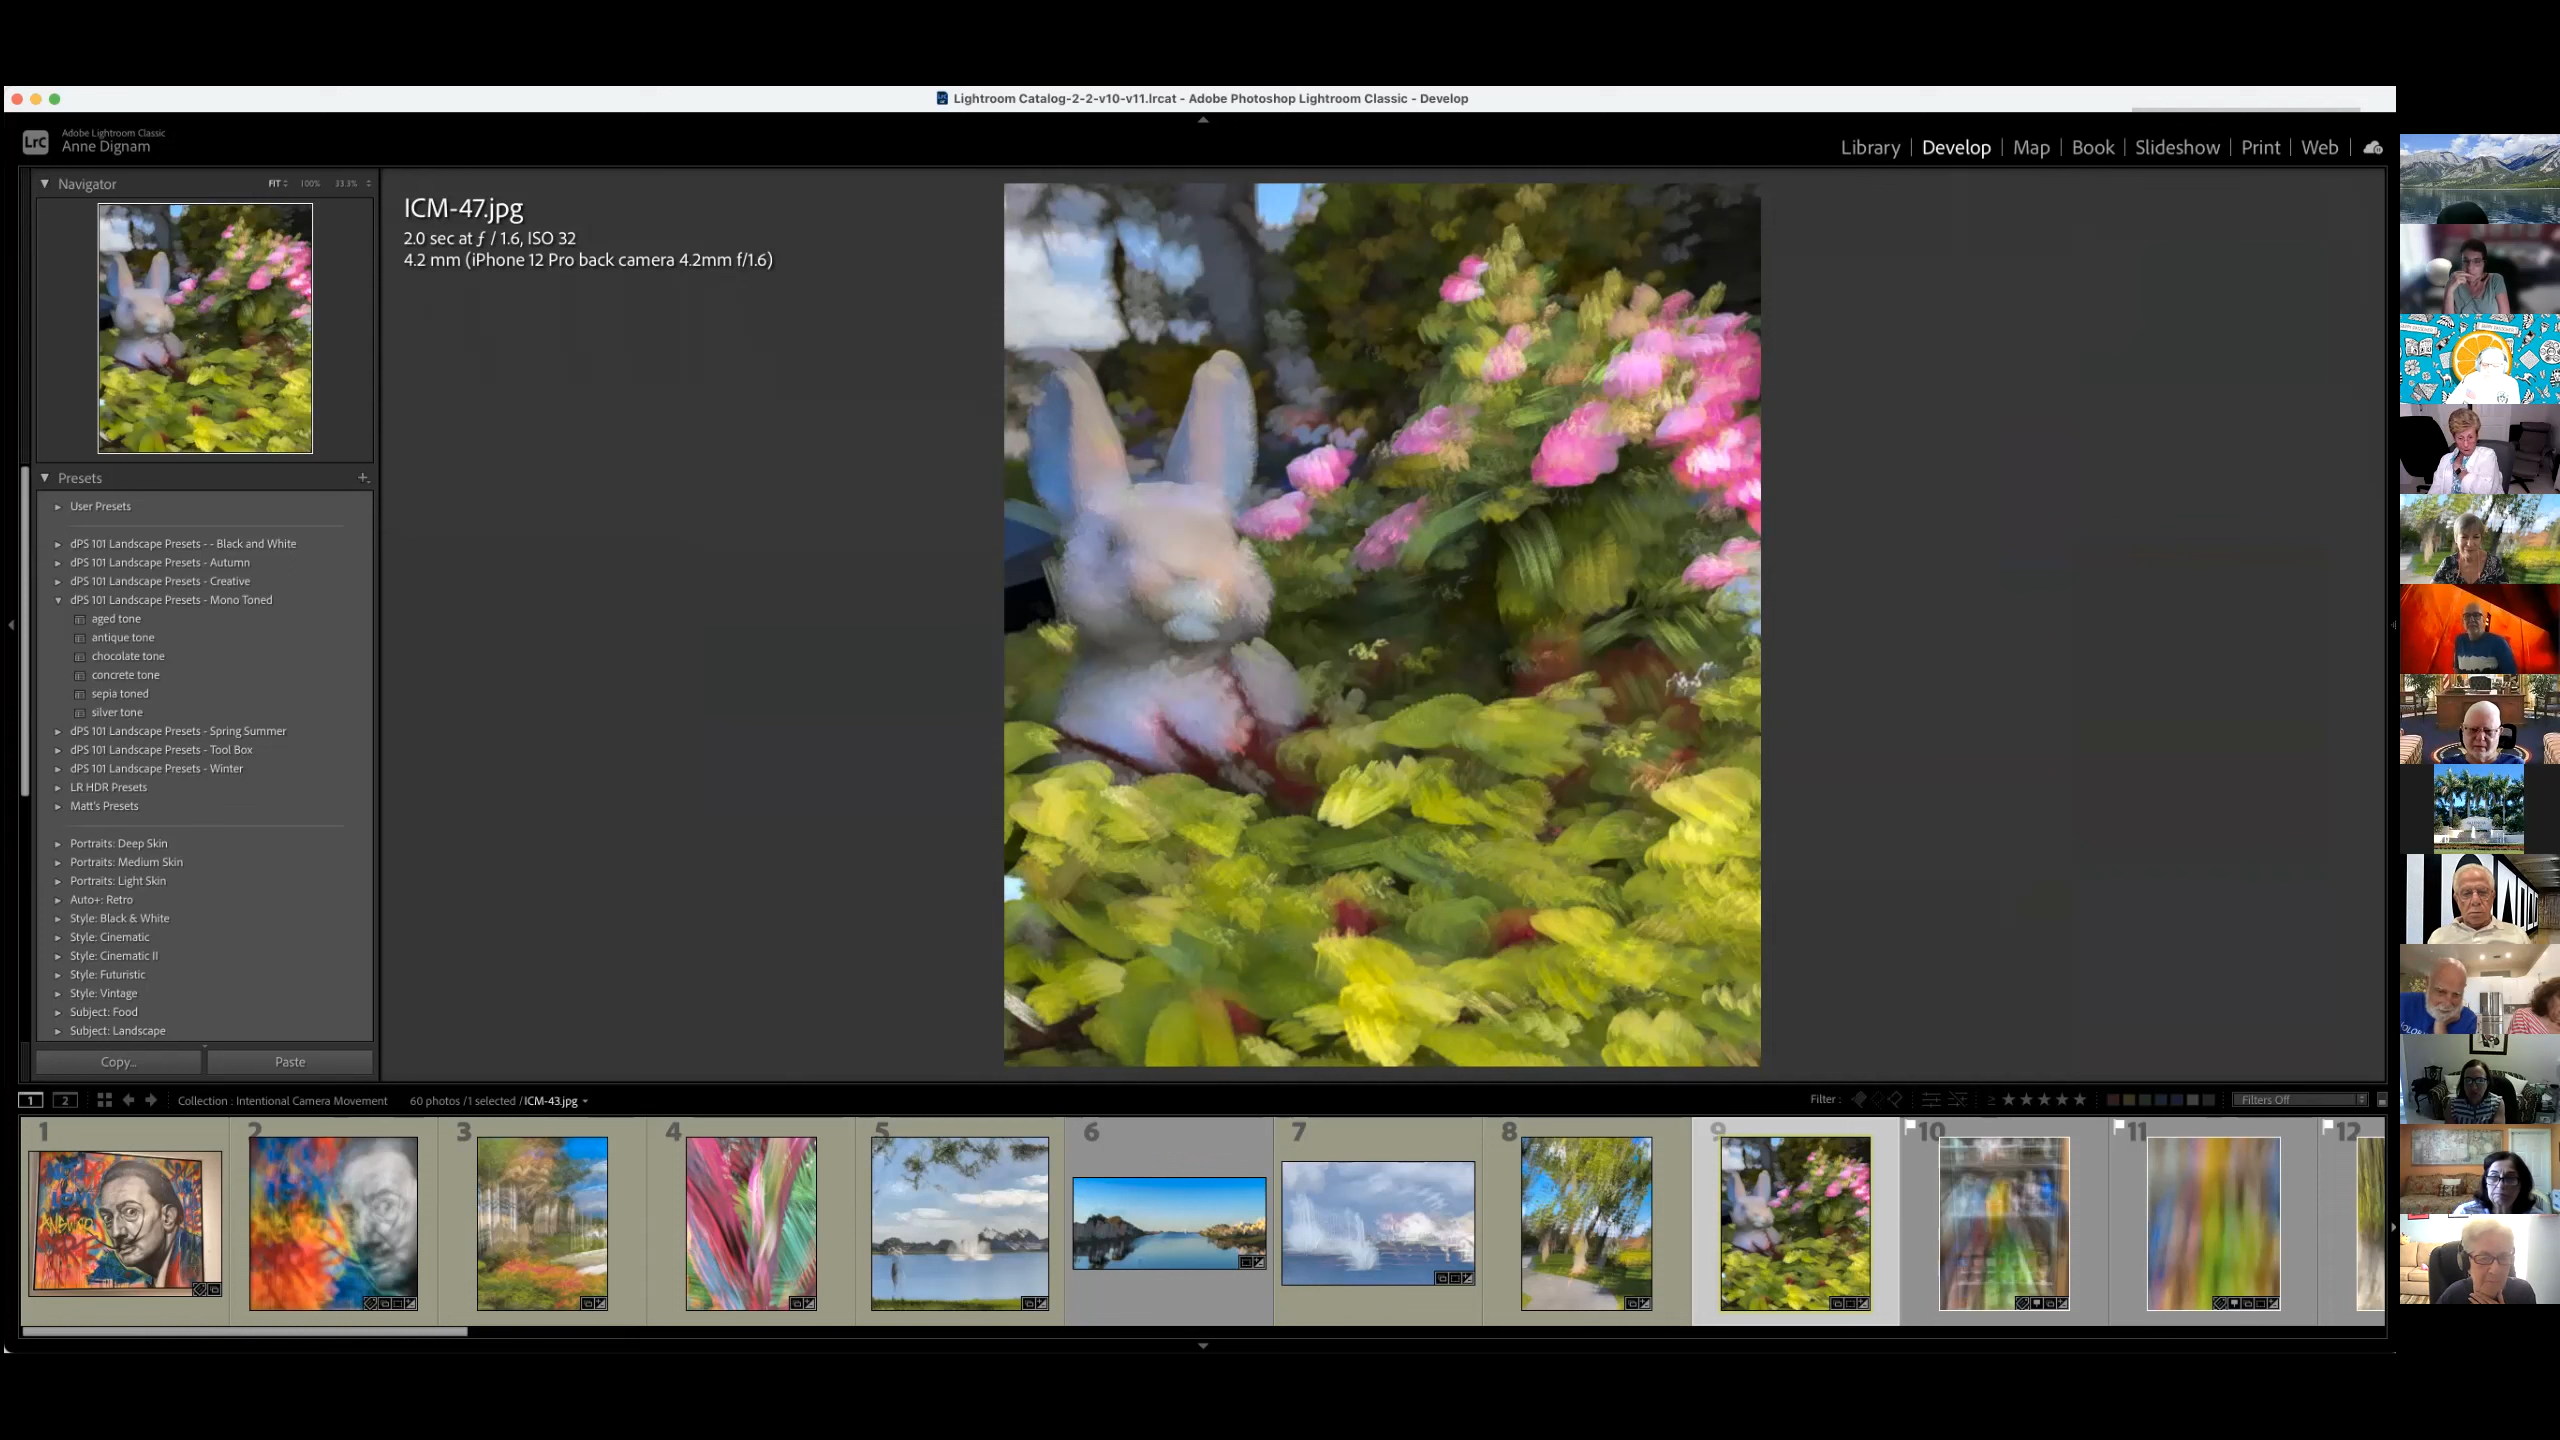 Lightroom Catalog-2-2-v10-v11.lrcat - Adobe Photoshop Lightroom Classic - Develop
LrC
Adobe Lightroom Classic
Anne Dignam
Library | Develop | Map | Book | Slideshow | Print | Web
Navigator
FIT
100%
33.3%
ICM-47.jpg
2.0 sec at ƒ / 1.6, ISO 32
4.2 mm (iPhone 12 Pro back camera 4.2mm f/1.6)
Presets
User Presets
dPS 101 Landscape Presets - - Black and White
dPS 101 Landscape Presets - Autumn
dPS 101 Landscape Presets - Creative
dPS 101 Landscape Presets - Mono Toned
aged tone
antique tone
chocolate tone
concrete tone
sepia toned
silver tone
dPS 101 Landscape Presets - Spring Summer
dPS 101 Landscape Presets - Tool Box
dPS 101 Landscape Presets - Winter
LR HDR Presets
Matt's Presets
Portraits: Deep Skin
Portraits: Medium Skin
Portraits: Light Skin
Auto+: Retro
Style: Black & White
Style: Cinematic
Style: Cinematic II
Style: Futuristic
Style: Vintage
Subject: Food
Subject: Landscape
Copy...
Paste
1
2
Collection : Intentional Camera Movement
60 photos / 1 selected / ICM-43.jpg
Filter :
Filters Off
1
2
3
4
5
6
7
8
9
10
11
12